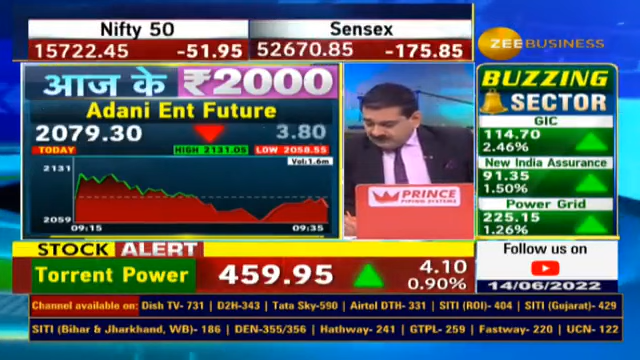 Nifty 50
15722.45 -51.95
Sensex
52670.85 -175.85
ZEE BUSINESS
आज के ₹2000
Adani Ent Future
2079.30 3.80
TODAY HIGH 2131.05 LOW 2058.55
Vol:1.6m
2131
2059
09:15 09:35
PRINCE
PIPING SYSTEMS
BUZZING
SECTOR
GIC
114.70
2.46%
New India Assurance
91.35
1.50%
Power Grid
225.15
1.26%
STOCK ALERT
Torrent Power 459.95 4.10
0.90%
Follow us on
YouTube
14/06/2022
Channel available on: Dish TV- 731 | D2H-343 | Tata Sky-590 | Airtel DTH- 331 | SITI (ROI)- 404 | SITI (Gujarat)- 429
SITI (Bihar & Jharkhand, WB)- 186 | DEN-355/356 | Hathway- 241 | GTPL- 259 | Fastway- 220 | UCN- 122